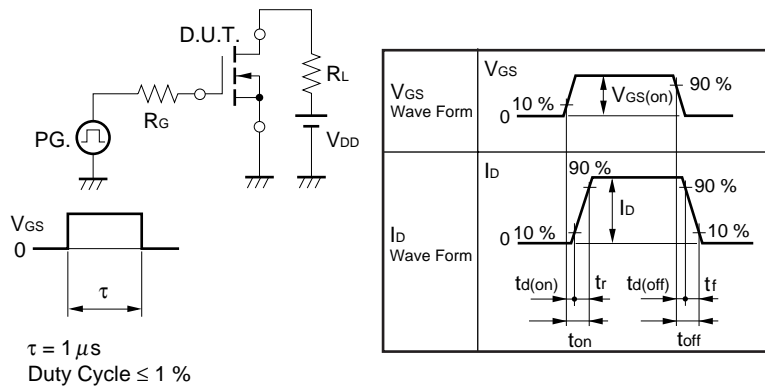 D.U.T.
RL
RG
PG.
VDD
VGS
0
τ
τ = 1 μs
Duty Cycle ≤ 1 %
VGS
Wave Form
VGS
10 %
0
VGS(on)
90 %
ID
Wave Form
ID
90 %
10 %
0
ID
90 %
10 %
td(on)
tr
td(off)
tf
ton
toff